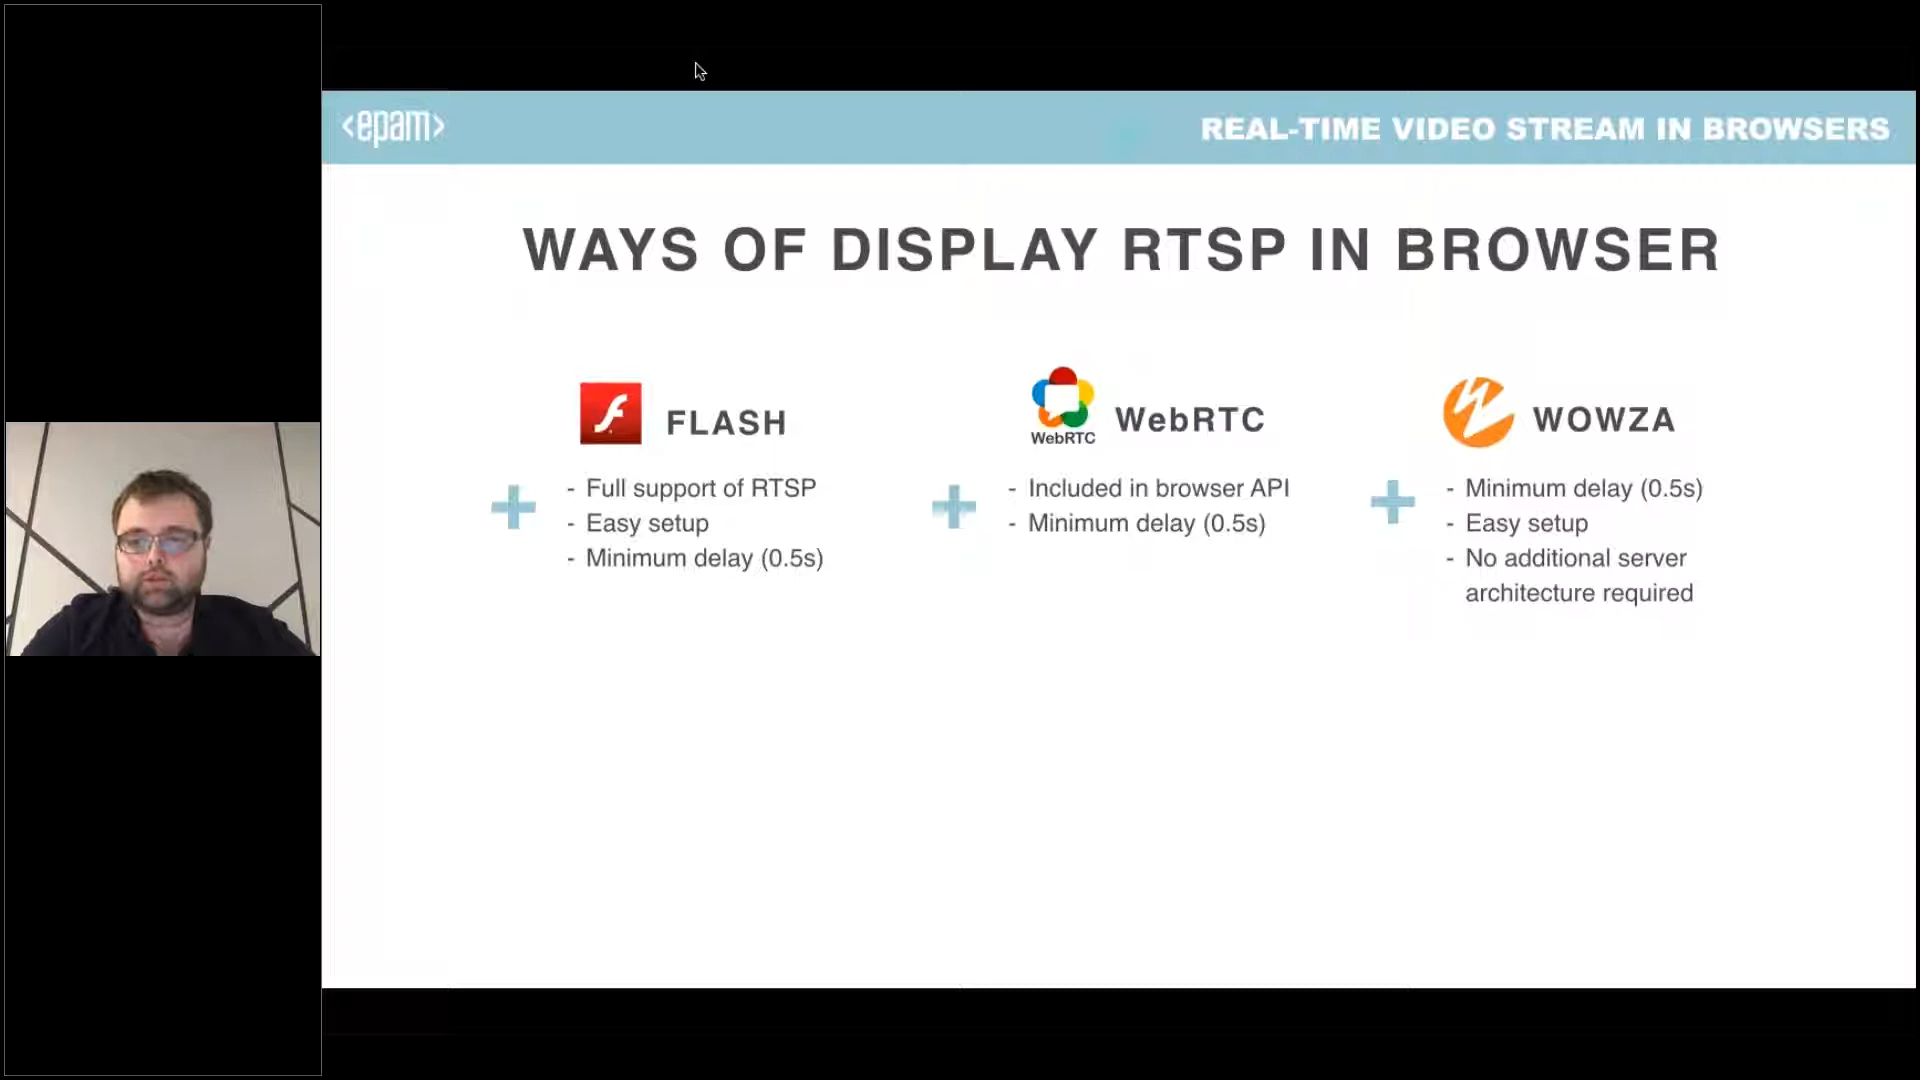 <epam>
REAL-TIME VIDEO STREAM IN BROWSERS
WAYS OF DISPLAY RTSP IN BROWSER
FLASH
- Full support of RTSP
- Easy setup
- Minimum delay (0.5s)
WebRTC
WebRTC
- Included in browser API
- Minimum delay (0.5s)
WOWZA
- Minimum delay (0.5s)
- Easy setup
- No additional server
architecture required